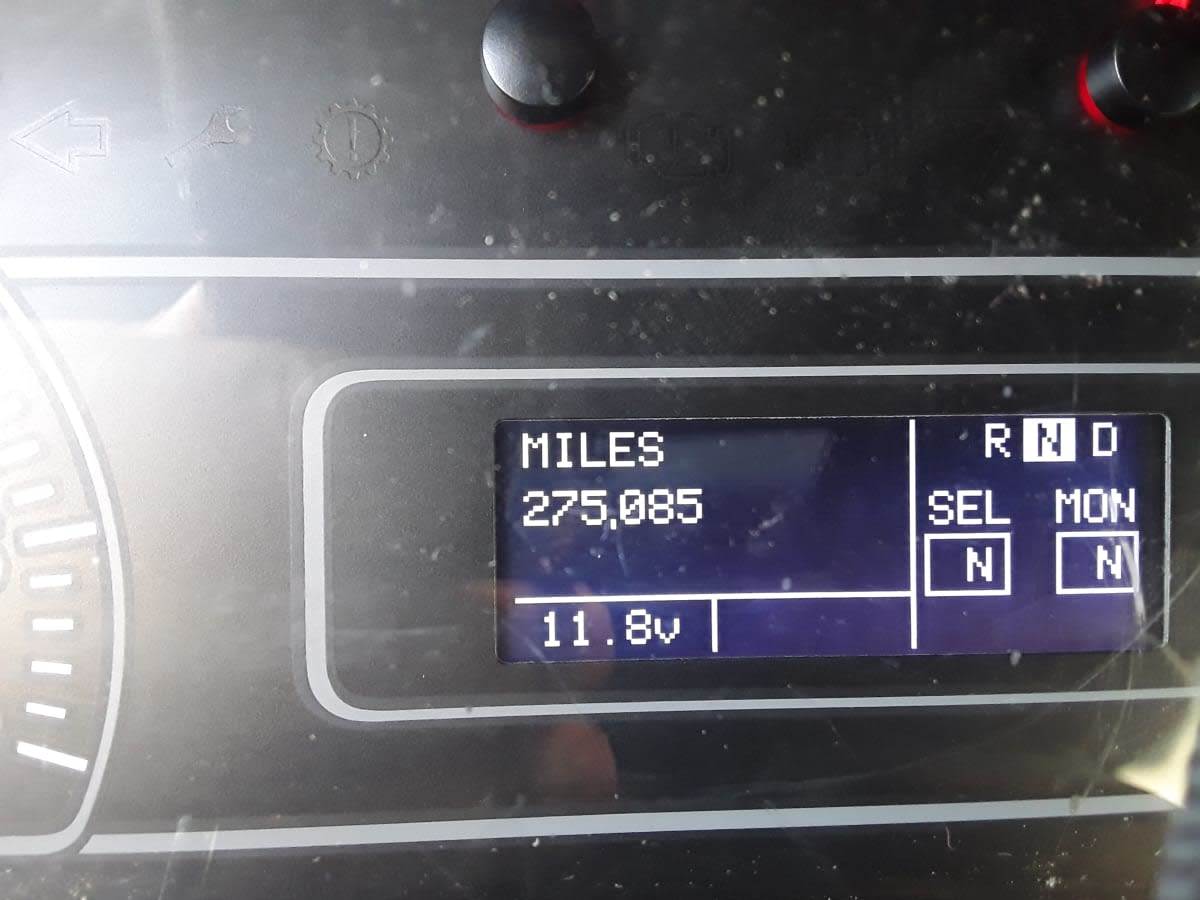 MILES
275,085
11.8v
R N D
SEL MON
N N